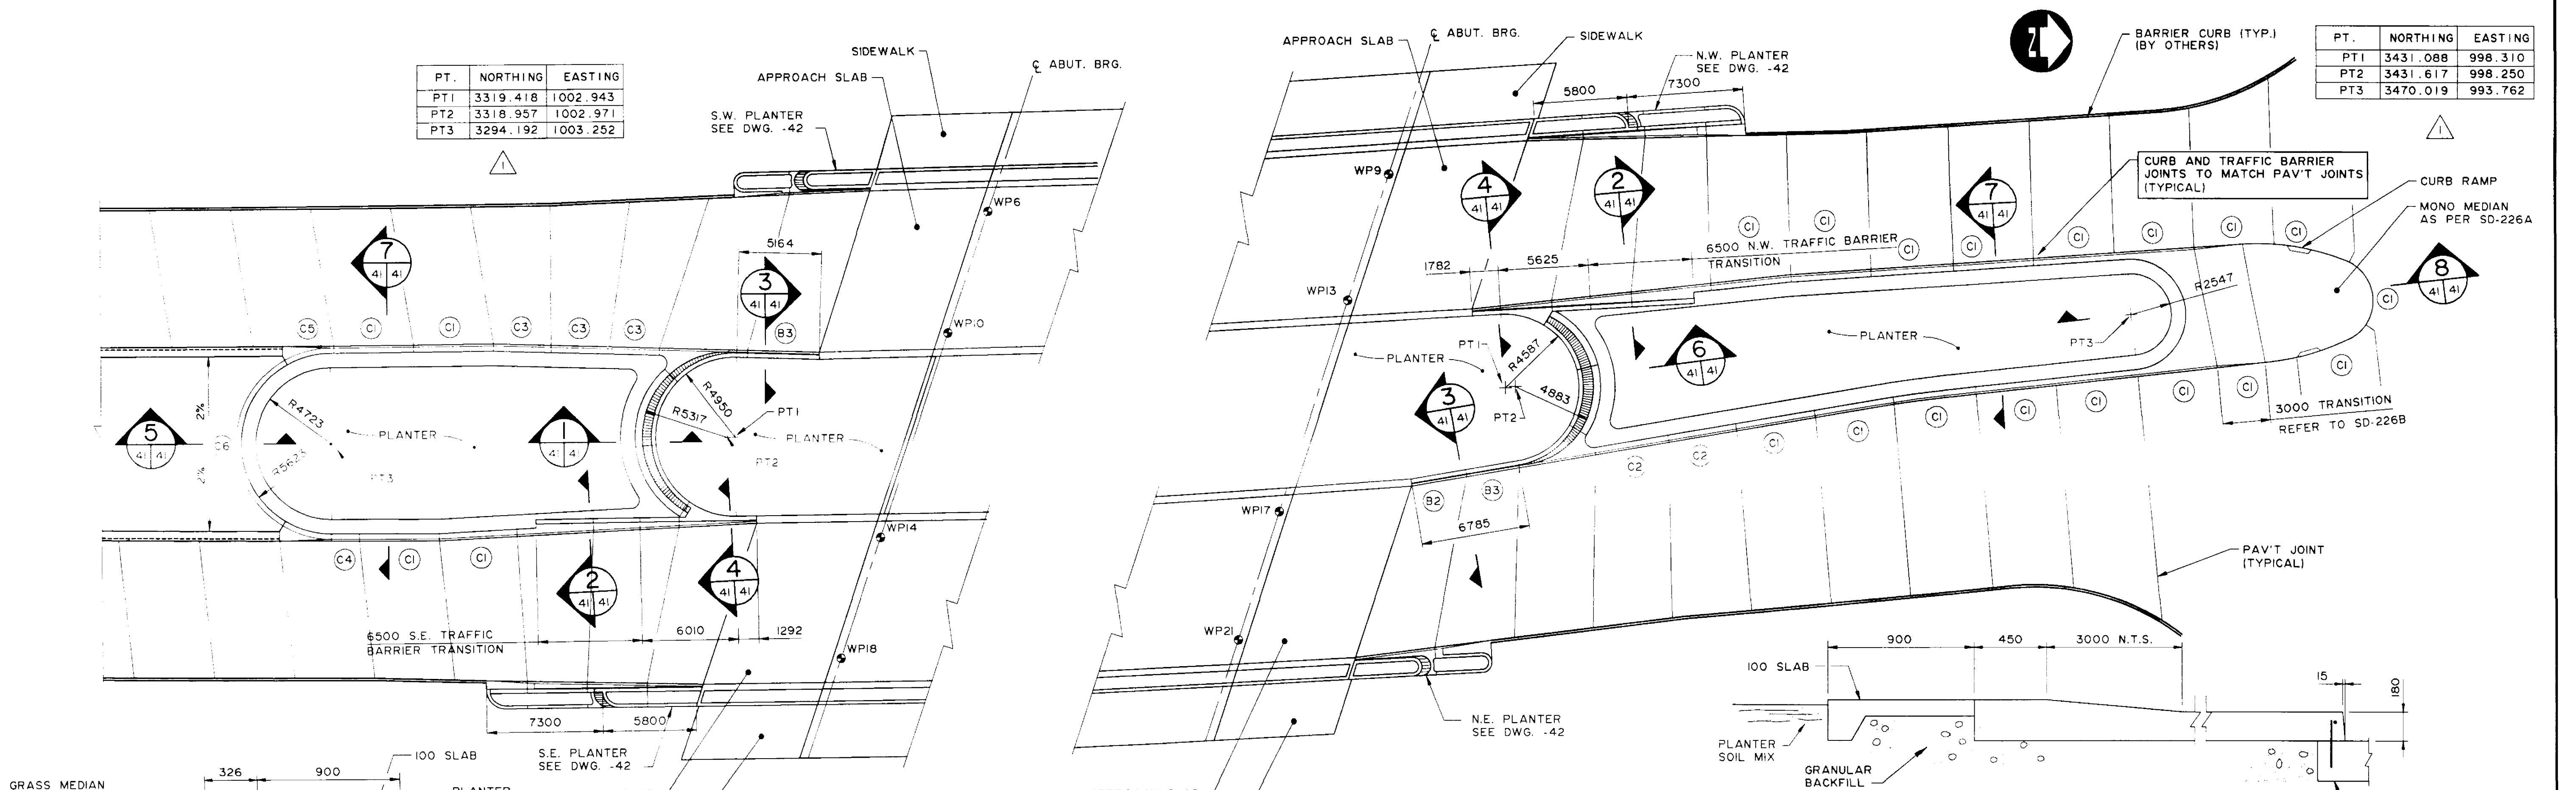 PT. NORTHING EASTING
PT1 3319.418 1002.943
PT2 3318.957 1002.971
PT3 3294.192 1003.252
1
SIDEWALK
APPROACH SLAB
℄ ABUT. BRG.
S.W. PLANTER
SEE DWG. -42
WP6
7
41 41
5164
3
41 41
B3
WP10
C5
C1
C1
C3
C3
C3
2%
2%
5
41 41
C6
R4723
R5623
PLANTER
PT3
1
41 41
R4950
R5317
PT1
PLANTER
PT2
WP14
C4
C1
C1
2
41 41
4
41 41
6500 S.E. TRAFFIC
BARRIER TRANSITION
6010
1292
WP18
7300
5800
S.E. PLANTER
SEE DWG. -42
GRASS MEDIAN
326
900
100 SLAB
PLANTER
APPROACH SLAB
℄ ABUT. BRG.
SIDEWALK
N.W. PLANTER
SEE DWG. -42
5800
7300
Z
BARRIER CURB (TYP.)
(BY OTHERS)
PT. NORTHING EASTING
PT1 3431.088 998.310
PT2 3431.617 998.250
PT3 3470.019 993.762
1
WP9
4
41 41
2
41 41
7
41 41
CURB AND TRAFFIC BARRIER
JOINTS TO MATCH PAV'T JOINTS
(TYPICAL)
CURB RAMP
MONO MEDIAN
AS PER SD-226A
C1
C1
C1
C1
C1
C1
C1
C1
C1
6500 N.W. TRAFFIC BARRIER
TRANSITION
1782
5625
WP13
8
41 41
C1
R2547
PLANTER
PT1
R4587
PT2
4883
6
41 41
PLANTER
PT3
3
41 41
3000 TRANSITION
REFER TO SD-226B
B2
B3
C2
C2
C1
C1
C1
C1
C1
C1
C1
C1
WP17
6785
WP21
PAV'T JOINT
(TYPICAL)
N.E. PLANTER
SEE DWG. -42
900
450
3000 N.T.S.
100 SLAB
15
180
PLANTER
SOIL MIX
GRANULAR
BACKFILL